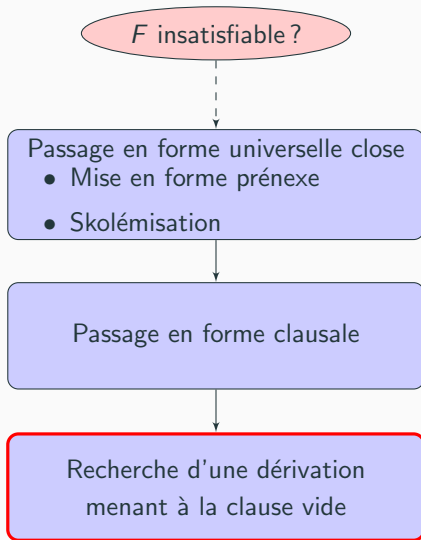 F insatisfiable ?
Passage en forme universelle close
• Mise en forme prénexe
• Skolémisation
Passage en forme clausale
Recherche d'une dérivation
menant à la clause vide